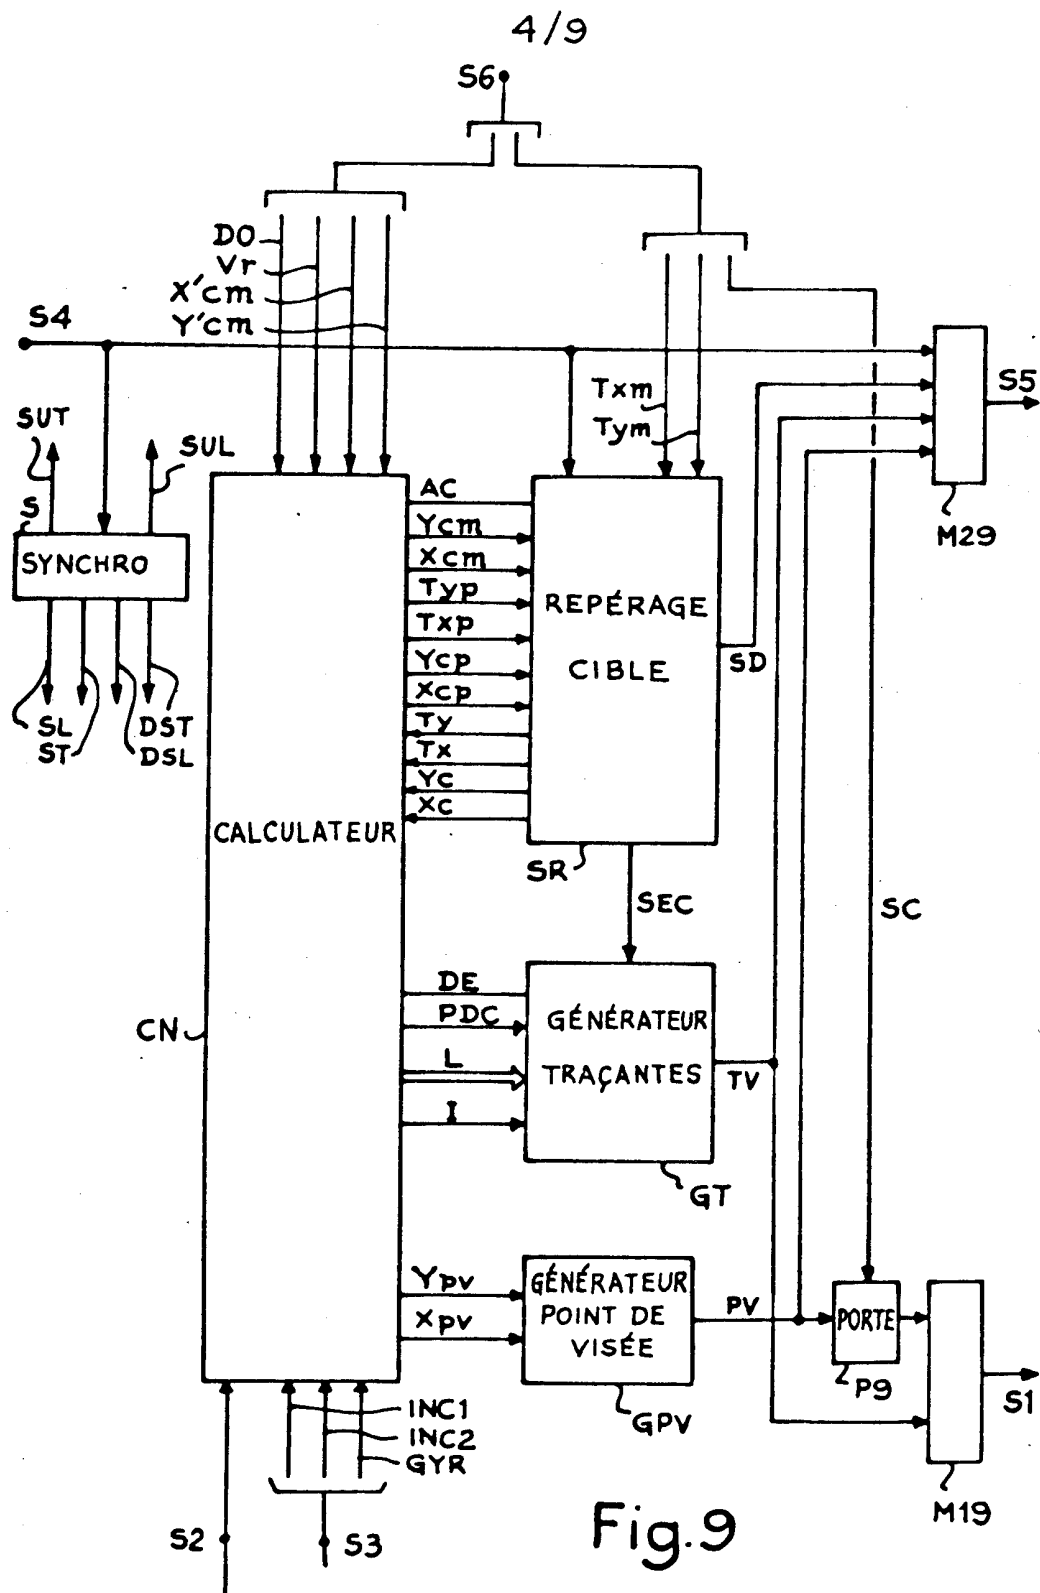 4/9
S6
DO
Vr
X'cm
Y'cm
S4
Txm
Tym
S5
SUT
SUL
S
SYNCHRO
M29
AC
Ycm
Xcm
Typ
Txp
Ycp
Xcp
Ty
Tx
Yc
Xc
REPÉRAGE
CIBLE
SD
SL
ST
DST
DSL
CALCULATEUR
SR
SEC
SC
CN
DE
PDC
L
I
GÉNÉRATEUR
TRAÇANTES
TV
GT
Ypv
Xpv
GÉNÉRATEUR
POINT DE
VISÉE
PV
PORTE
P9
S1
GPV
INC1
INC2
GYR
M19
S2
S3
Fig.9